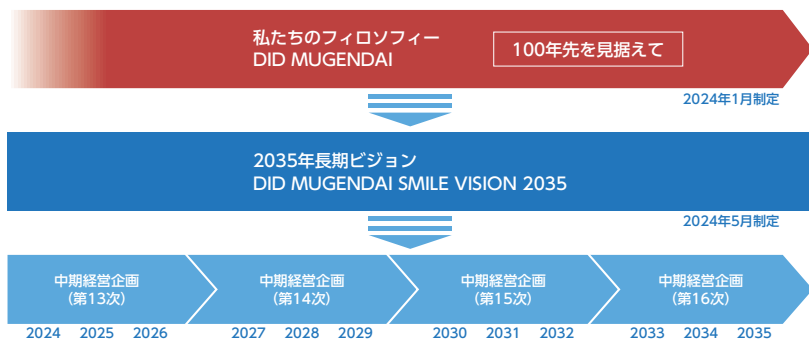 私たちのフィロソフィー
DID MUGENDAI
100年先を見据えて
2024年1月制定
2035年長期ビジョン
DID MUGENDAI SMILE VISION 2035
2024年5月制定
中期経営企画
(第13次)
中期経営企画
(第14次)
中期経営企画
(第15次)
中期経営企画
(第16次)
2024 2025 2026 2027 2028 2029 2030 2031 2032 2033 2034 2035